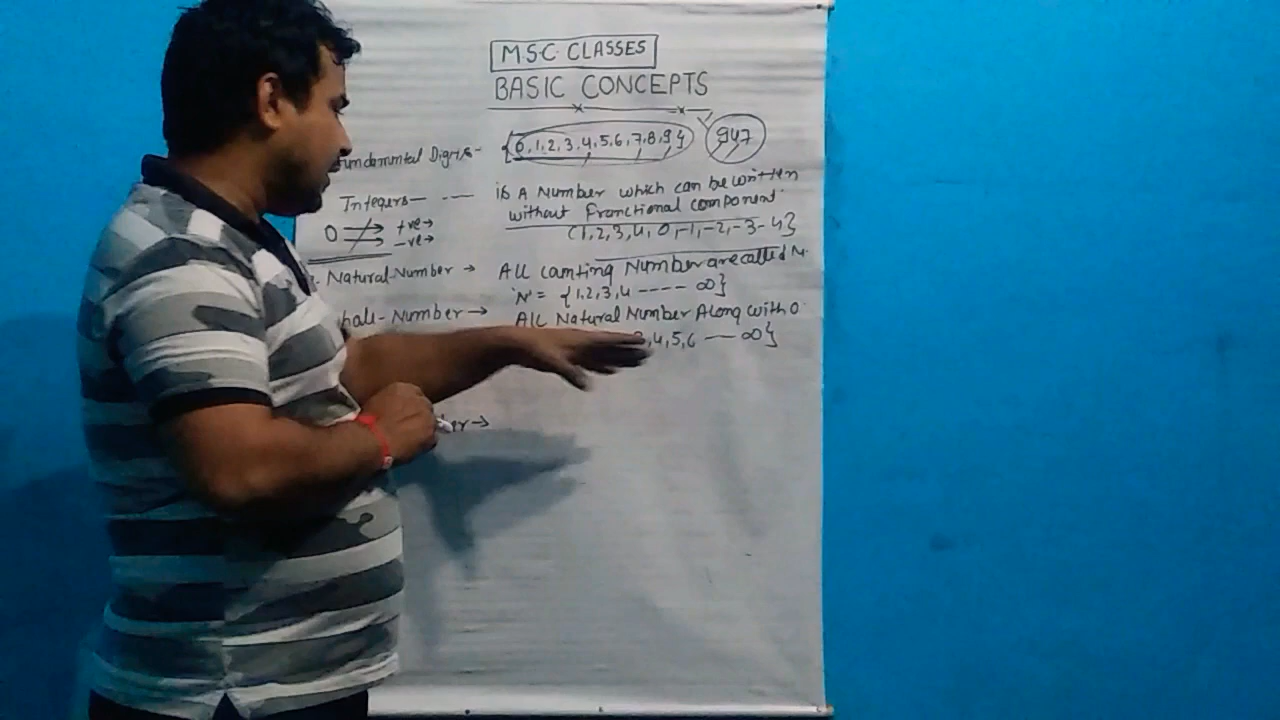 M.S.C. CLASSES
BASIC CONCEPTS
Fundamental Digits- {0,1,2,3,4,5,6,7,8,9} 947
Integers- ---- is A Number which can be written
without Franctional component
0 +ve→ (1,2,3,4,0,-1,-2,-3-4}
-ve→
Natural-Number → All camting Number are called N.
'N' = {1,2,3,4 ---- ∞}
hole-Number → All Natural Number Along with 0
,4,5,6 — ∞}